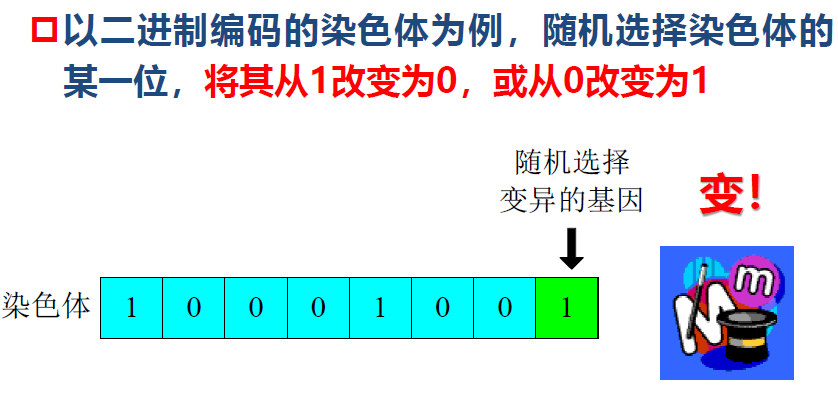 以二进制编码的染色体为例，随机选择染色体的
某一位，将其从1改变为0，或从0改变为1
随机选择
变异的基因
变！
染色体 1 0 0 0 1 0 0 1
m